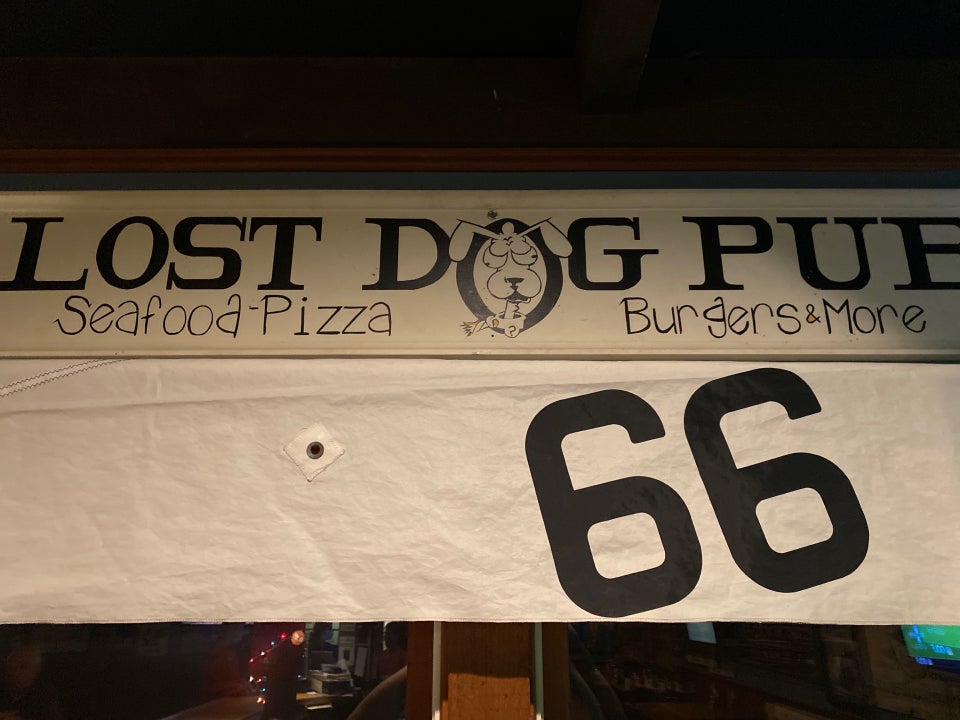 LOST DOG PUB
Seafood-Pizza Burgers & More
?
66